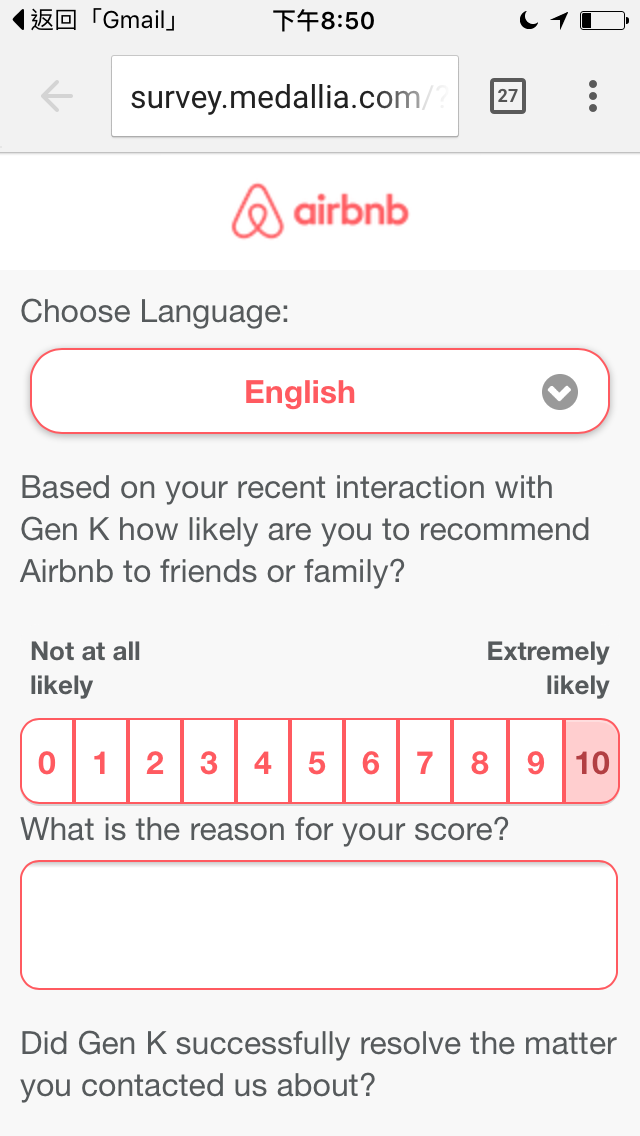 返回「Gmail」
下午8:50
survey.medallia.com/?
27
airbnb
Choose Language:
English
Based on your recent interaction with
Gen K how likely are you to recommend
Airbnb to friends or family?
Not at all
likely
Extremely
likely
0 1 2 3 4 5 6 7 8 9 10
What is the reason for your score?
Did Gen K successfully resolve the matter
you contacted us about?